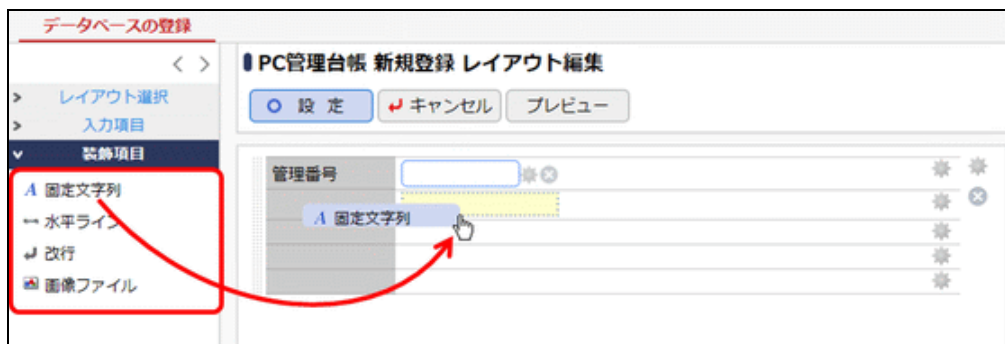 データベースの登録
< >
PC管理台帳 新規登録 レイアウト編集
設 定 キャンセル プレビュー
レイアウト選択
入力項目
装飾項目
A 固定文字列
水平ライン
改行
画像ファイル
管理番号
A 固定文字列